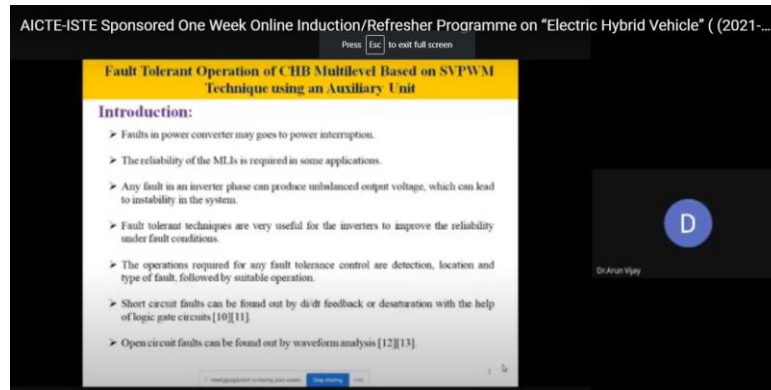 AICTE-ISTE Sponsored One Week Online Induction/Refresher Programme on "Electric Hybrid Vehicle" ( (2021-...
Press Esc to exit full screen
Fault Tolerant Operation of CHB Multilevel Based on SVPWM
Technique using an Auxiliary Unit
Introduction:
➢ Faults in power converter may goes to power interruption.
➢ The reliability of the MLIs is required in some applications.
➢ Any fault in an inverter phase can produce unbalanced output voltage, which can lead
to instability in the system.
➢ Fault tolerant techniques are very useful for the inverters to improve the reliability
under fault conditions.
➢ The operations required for any fault tolerance control are detection, location and
type of fault, followed by suitable operation.
➢ Short circuit faults can be found out by di/dt feedback or desaturation with the help
of logic gate circuits [10][11].
➢ Open circuit faults can be found out by waveform analysis [12][13].
D
Dr.Arun Vijay
is sharing your screen. Stop sharing Hide